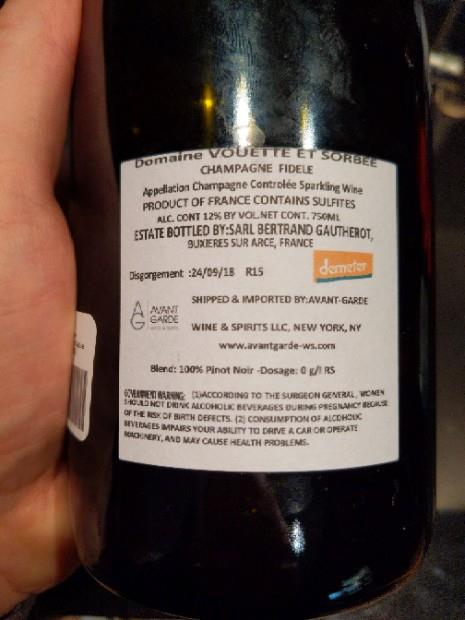 Domaine VOUETTE ET SORBEE
CHAMPAGNE FIDELE
Appellation Champagne Controlée Sparkling Wine
PRODUCT OF FRANCE CONTAINS SULFITES
ALC. CONT 12% BY VOL.NET CONT. 750ML
ESTATE BOTTLED BY:SARL BERTRAND GAUTHEROT,
BUXIERES SUR ARCE, FRANCE
demeter
Disgorgement :24/09/18 R15
SHIPPED & IMPORTED BY:AVANT-GARDE
AG AVANT
GARDE
WINE & SPIRITS LLC, NEW YORK, NY
www.avantgarde-ws.com
Blend: 100% Pinot Noir -Dosage: 0 g/l RS
GOVERNMENT WARNING: (1)ACCORDING TO THE SURGEON GENERAL, WOMEN
SHOULD NOT DRINK ALCOHOLIC BEVERAGES DURING PREGNANCY BECAUSE
OF THE RISK OF BIRTH DEFECTS. (2) CONSUMPTION OF ALCOHOLIC
BEVERAGES IMPAIRS YOUR ABILITY TO DRIVE A CAR OR OPERATE
MACHINERY, AND MAY CAUSE HEALTH PROBLEMS.